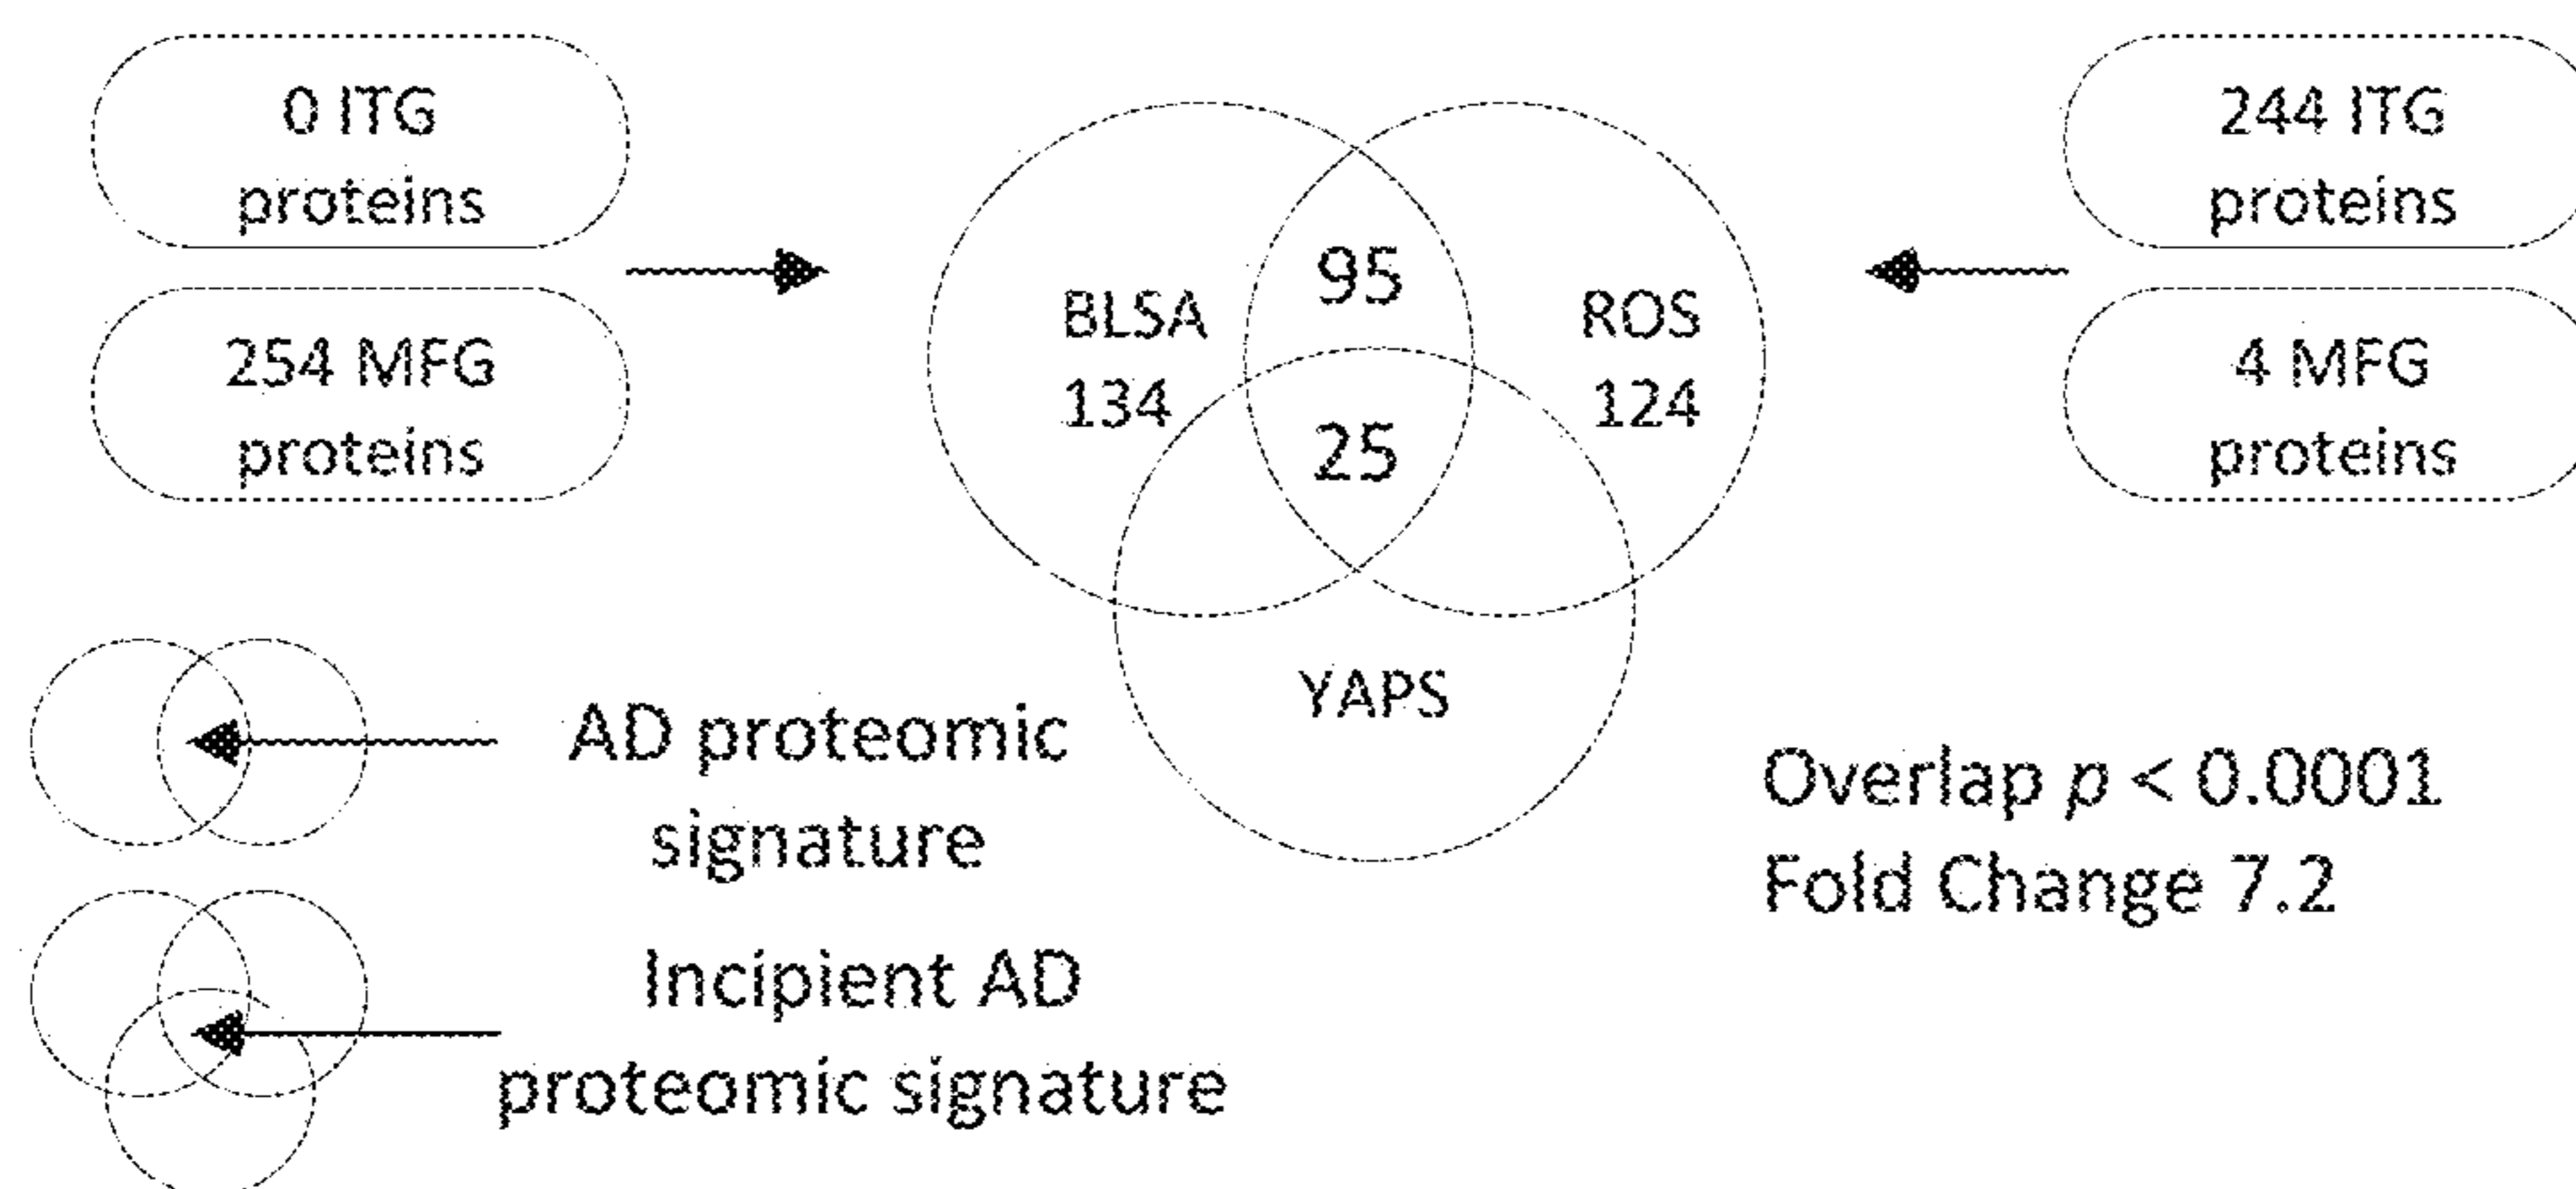 0 ITG
proteins
254 MFG
proteins
BLSA
134
95
25
ROS
124
YAPS
244 ITG
proteins
4 MFG
proteins
AD proteomic
signature
Incipient AD
proteomic signature
Overlap p < 0.0001
Fold Change 7.2